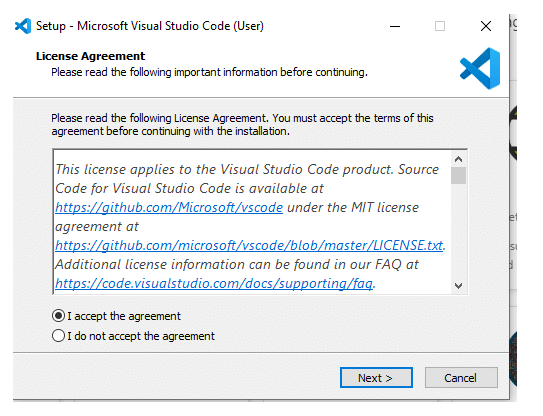 Setup - Microsoft Visual Studio Code (User)
License Agreement
Please read the following important information before continuing.
Please read the following License Agreement. You must accept the terms of this
agreement before continuing with the installation.
This license applies to the Visual Studio Code product. Source
Code for Visual Studio Code is available at
https://github.com/Microsoft/vscode under the MIT license
agreement at
https://github.com/microsoft/vscode/blob/master/LICENSE.txt.
Additional license information can be found in our FAQ at
https://code.visualstudio.com/docs/supporting/faq.
I accept the agreement
I do not accept the agreement
Next >
Cancel